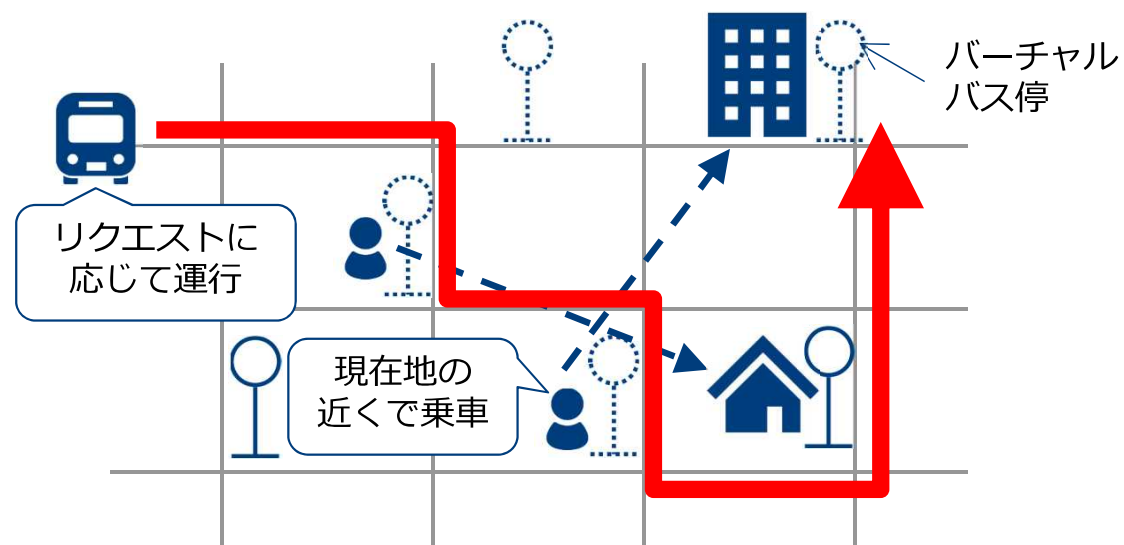 バーチャル
バス停
リクエストに
応じて運行
現在地の
近くで乗車